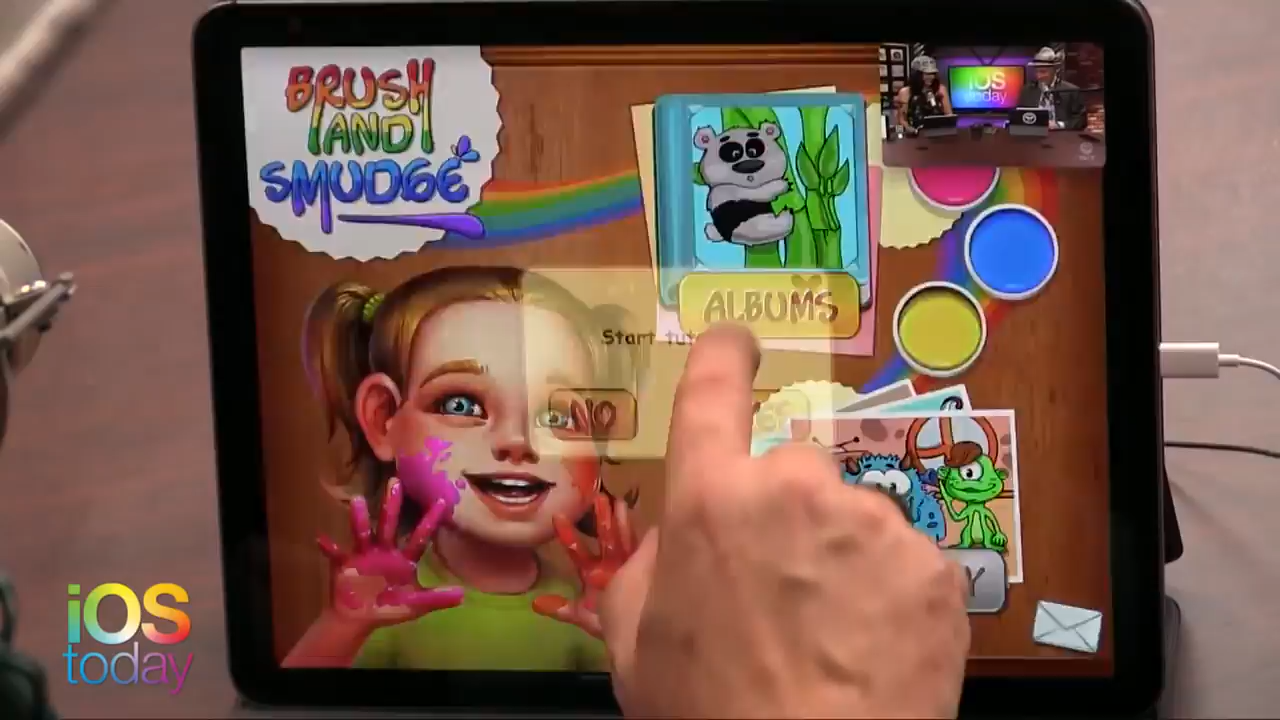 BRUSH
AND
SMUDGE
iOS
today
ALBUMS
Start
NO
iOS
today